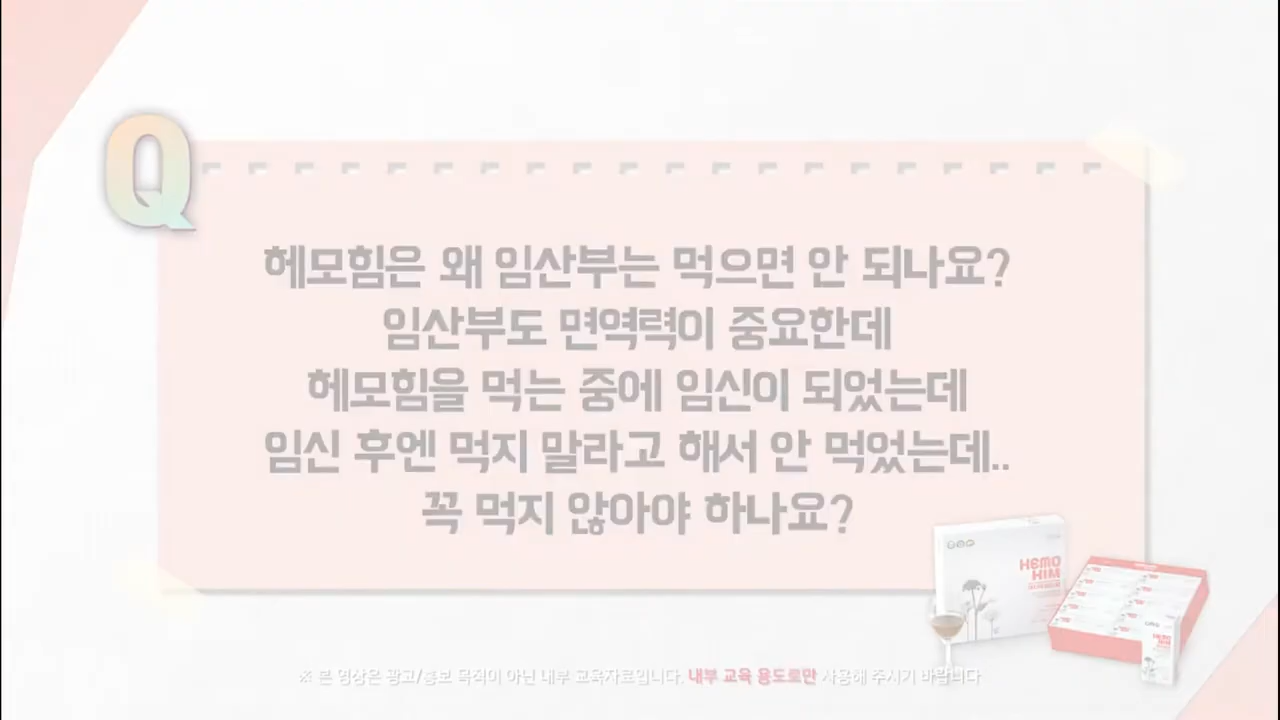 Q
헤모힘은 왜 임산부는 먹으면 안 되나요?
임산부도 면역력이 중요한데
헤모힘을 먹는 중에 임신이 되었는데
임신 후엔 먹지 말라고 해서 안 먹었는데..
꼭 먹지 않아야 하나요?
HEMO
HIM
※ 본 영상은 광고/홍보 목적이 아닌 내부 교육자료입니다. 내부 교육 용도로만 사용해 주시기 바랍니다